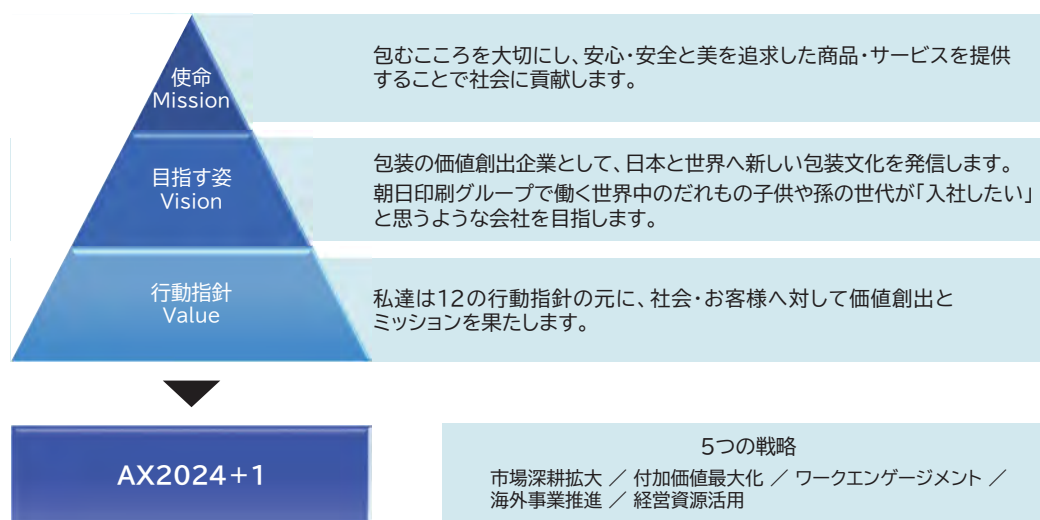 使命
Mission
包むこころを大切にし、安心・安全と美を追求した商品・サービスを提供
することで社会に貢献します。
目指す姿
Vision
包装の価値創出企業として、日本と世界へ新しい包装文化を発信します。
朝日印刷グループで働く世界中のだれもの子供や孫の世代が「入社したい」
と思うような会社を目指します。
行動指針
Value
私達は12の行動指針の元に、社会・お客様へ対して価値創出と
ミッションを果たします。
AX2024+1
5つの戦略
市場深耕拡大 ／ 付加価値最大化 ／ ワークエンゲージメント ／
海外事業推進 ／ 経営資源活用